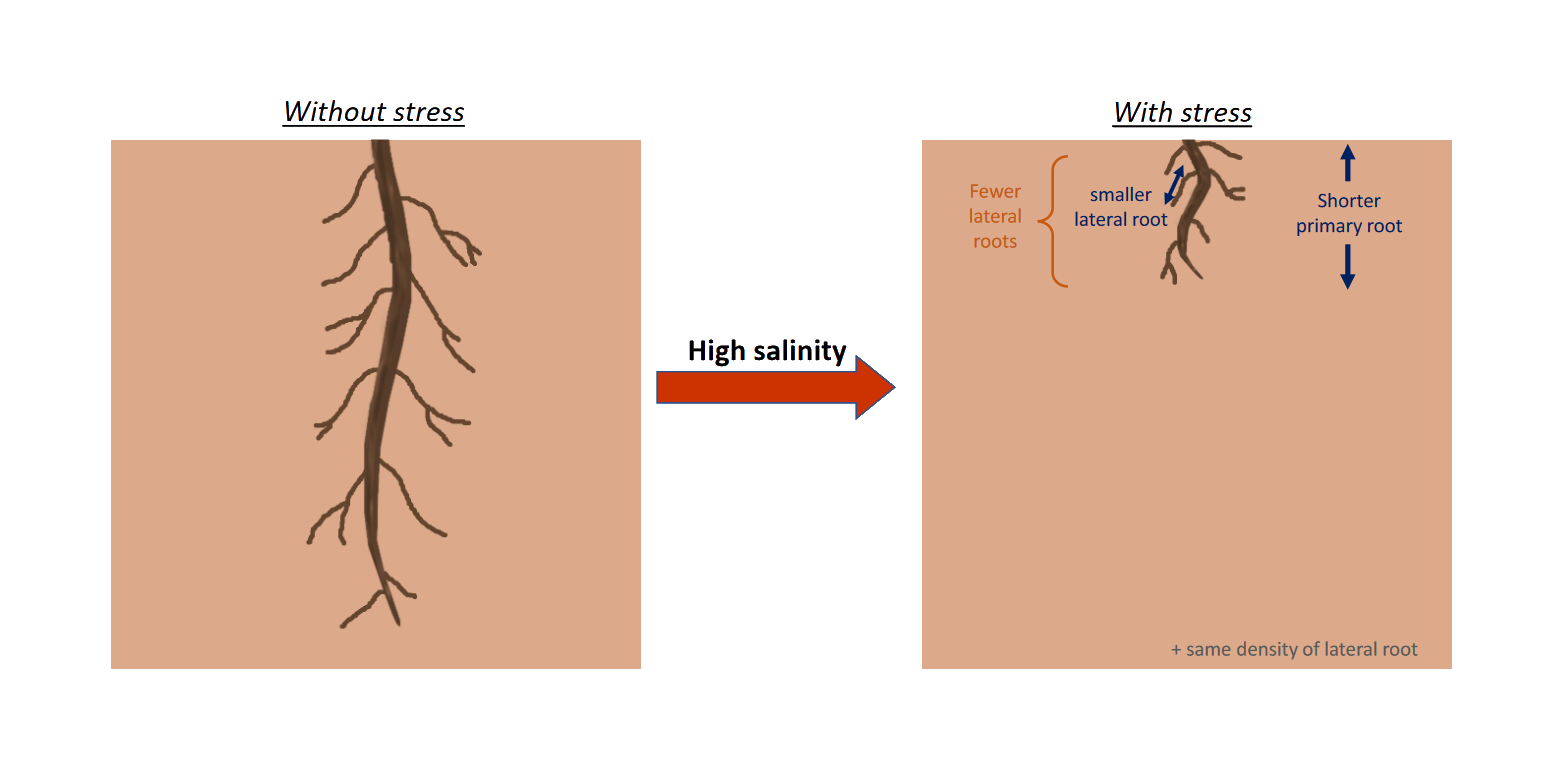 Without stress
With stress
Fewer
lateral
roots
smaller
lateral root
Shorter
primary root
High salinity
+ same density of lateral root